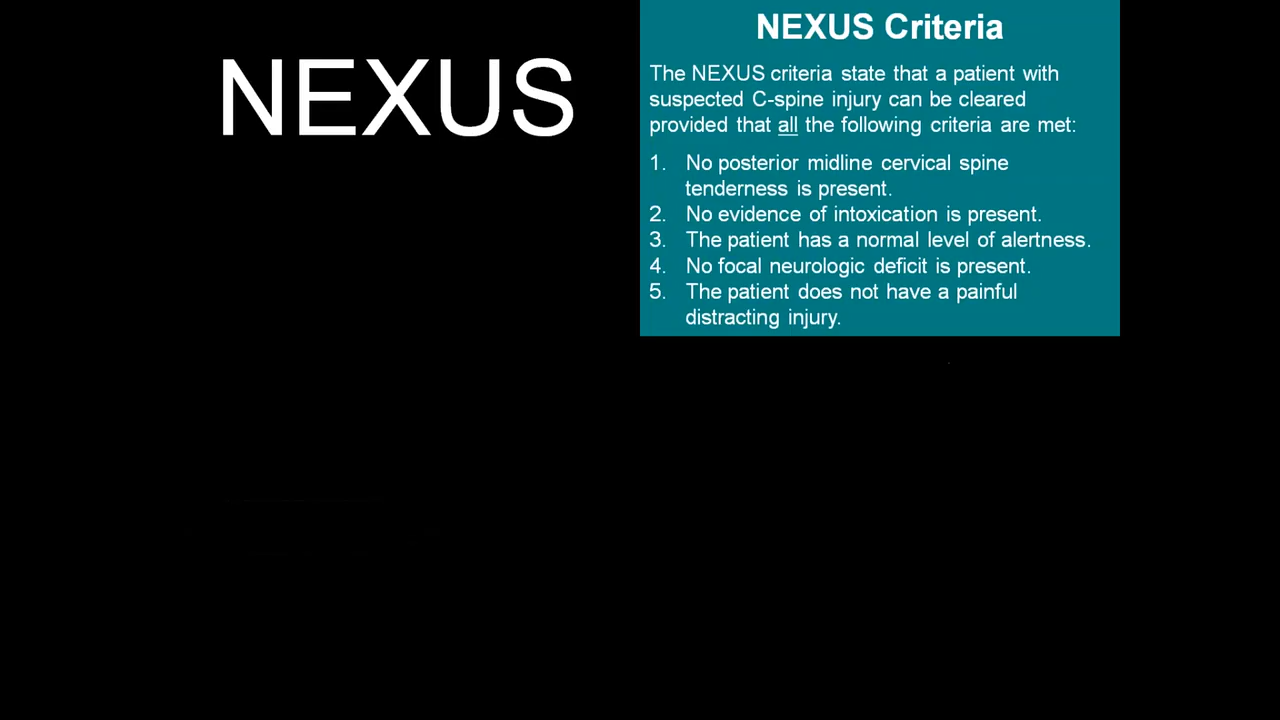 NEXUS
NEXUS Criteria
The NEXUS criteria state that a patient with
suspected C-spine injury can be cleared
provided that all the following criteria are met:
1. No posterior midline cervical spine
tenderness is present.
2. No evidence of intoxication is present.
3. The patient has a normal level of alertness.
4. No focal neurologic deficit is present.
5. The patient does not have a painful
distracting injury.